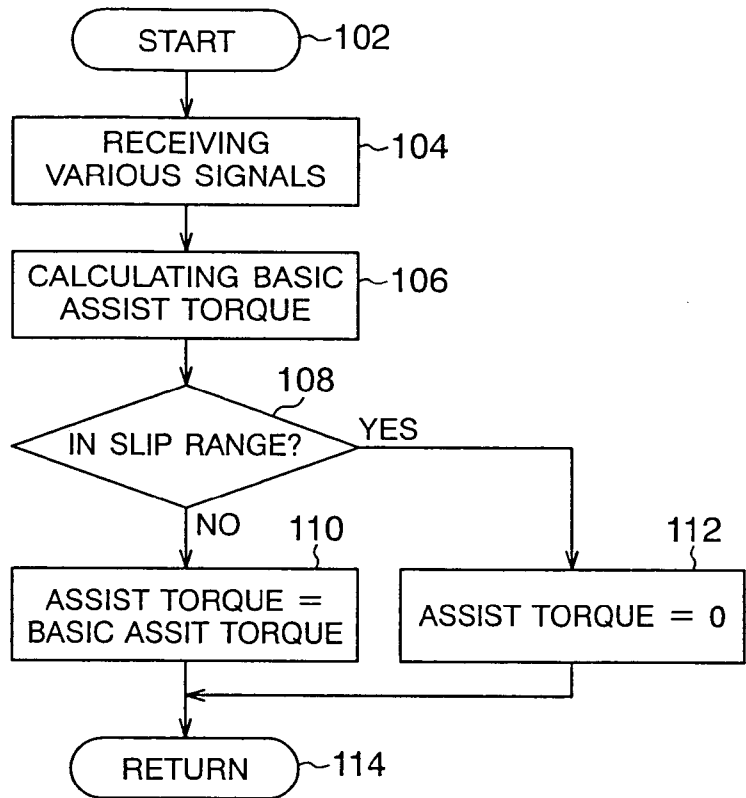 START
102
RECEIVING
VARIOUS SIGNALS
104
CALCULATING BASIC
ASSIST TORQUE
106
108
IN SLIP RANGE?
YES
NO
110
112
ASSIST TORQUE =
BASIC ASSIT TORQUE
ASSIST TORQUE = 0
RETURN
114